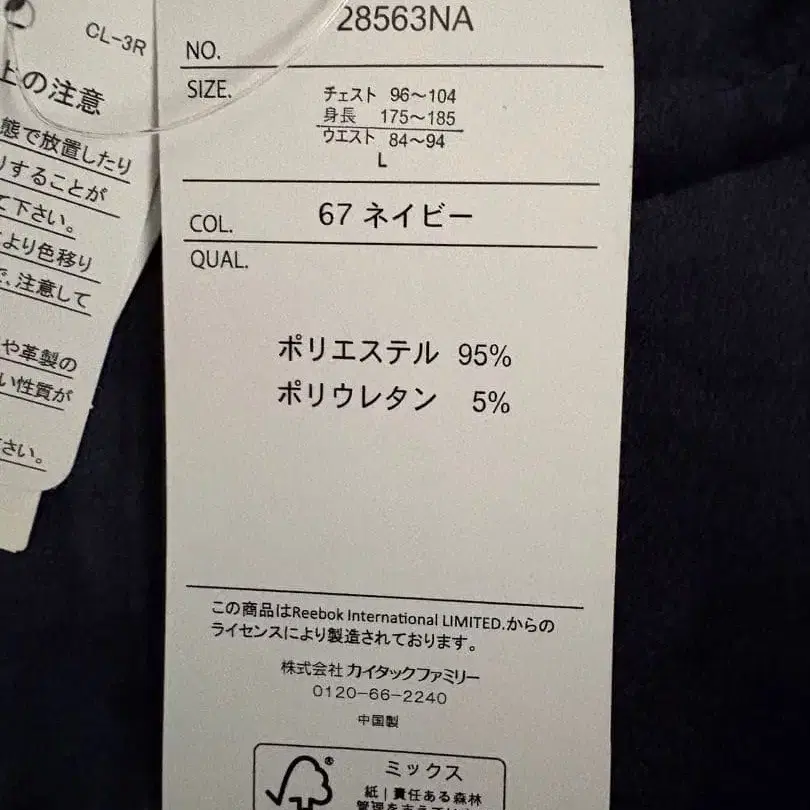 CL-3R
上の注意
態で放置したり
りすることが
て下さい。
より色移り
で、注意して
や革製の
い性質が
さい。
NO. 28563NA
SIZE.
チェスト 96〜104
身長 175〜185
ウエスト 84〜94
L
COL. 67 ネイビー
QUAL.
ポリエステル 95%
ポリウレタン 5%
この商品はReebok International LIMITED.からの
ライセンスにより製造されております。
株式会社 カイタックファミリー
0120-66-2240
中国製
ミックス
紙 | 責任ある森林